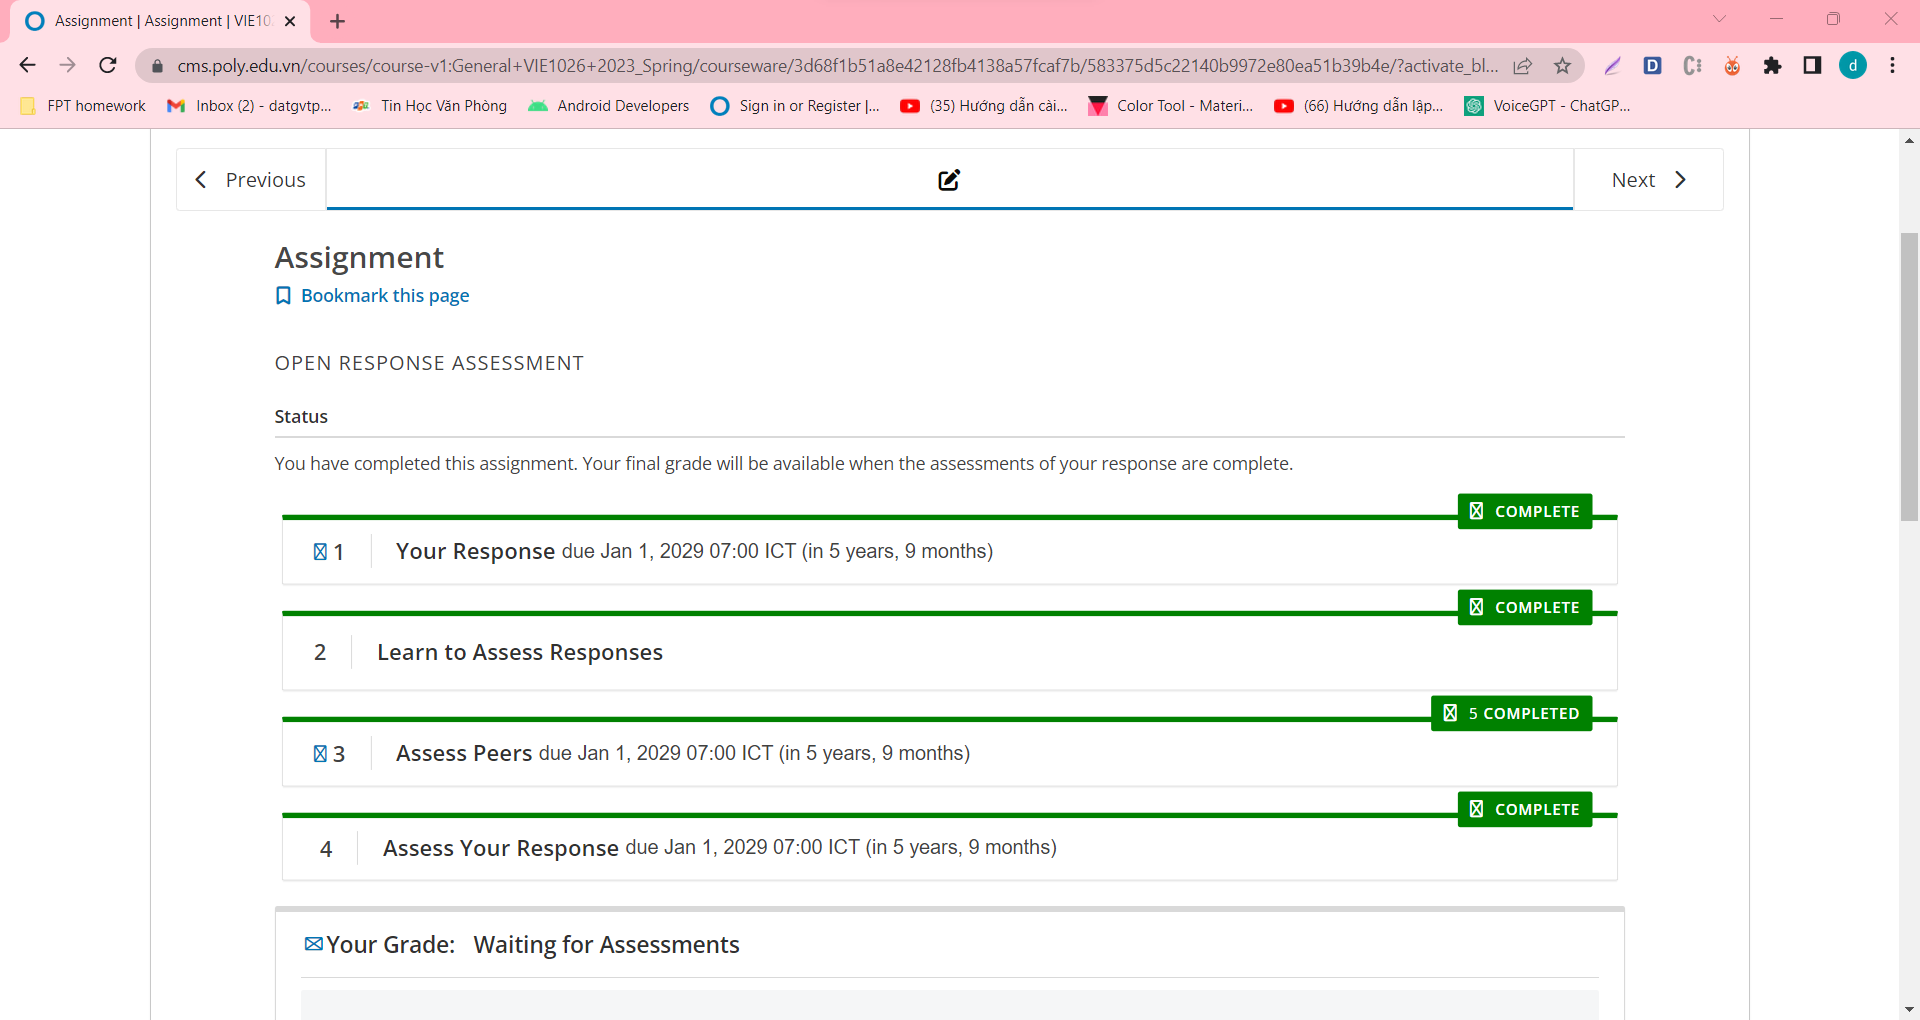 Assignment | Assignment | VIE10
cms.poly.edu.vn/courses/course-v1:General+VIE1026+2023_Spring/courseware/3d68f1b51a8e42128fb4138a57fcaf7b/583375d5c22140b9972e80ea51b39b4e/?activate_bl...
D
C
d
FPT homework
Inbox (2) - datgvtp...
Tin Học Văn Phòng
Android Developers
Sign in or Register |...
(35) Hướng dẫn cài...
Color Tool - Materi...
(66) Hướng dẫn lập...
VoiceGPT - ChatGP...
Previous
Next
Assignment
Bookmark this page
OPEN RESPONSE ASSESSMENT
Status
You have completed this assignment. Your final grade will be available when the assessments of your response are complete.
COMPLETE
1 Your Response due Jan 1, 2029 07:00 ICT (in 5 years, 9 months)
COMPLETE
2 Learn to Assess Responses
5 COMPLETED
3 Assess Peers due Jan 1, 2029 07:00 ICT (in 5 years, 9 months)
COMPLETE
4 Assess Your Response due Jan 1, 2029 07:00 ICT (in 5 years, 9 months)
Your Grade: Waiting for Assessments